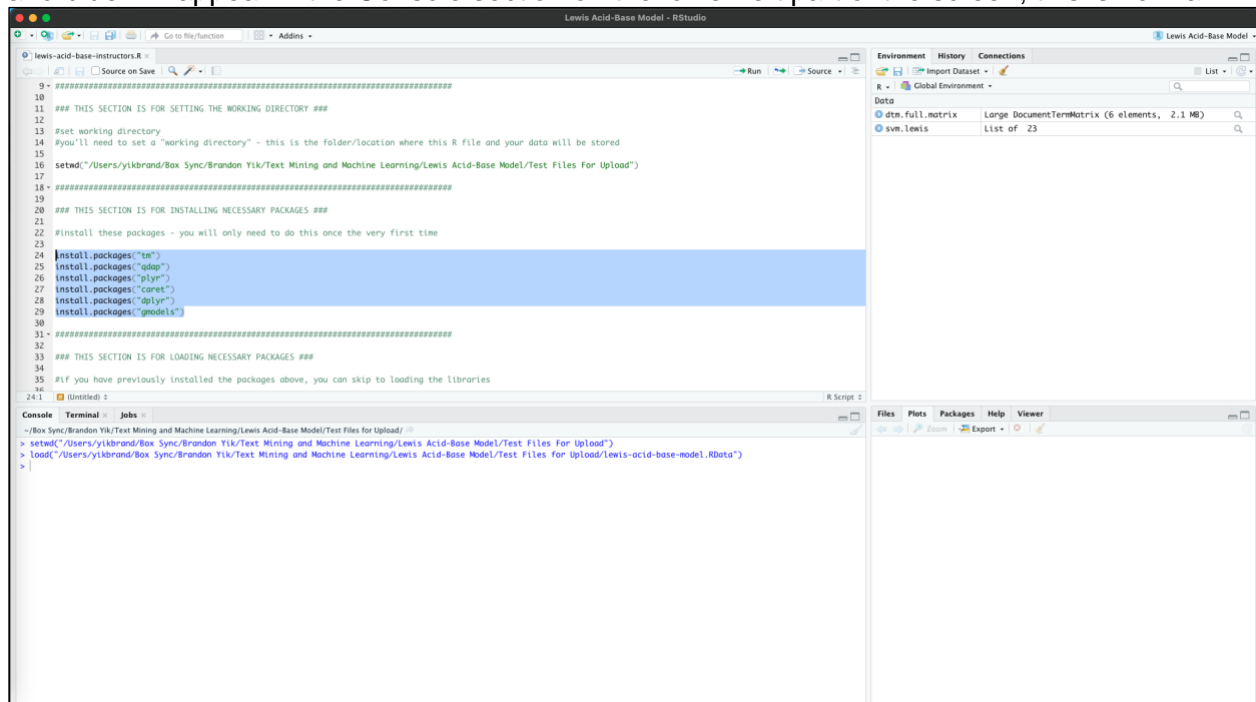 Lewis Acid-Base Model - RStudio
Go to file/function Addins
Lewis Acid-Base Model
lewis-acid-base-instructors.R
Source on Save Run Source
9 ##################################################################################
10
11 ### THIS SECTION IS FOR SETTING THE WORKING DIRECTORY ###
12
13 #set working directory
14 #you'll need to set a "working directory" - this is the folder/location where this R file and your data will be stored
15
16 setwd("/Users/yikbrand/Box Sync/Brandon Yik/Text Mining and Machine Learning/Lewis Acid-Base Model/Test Files For Upload")
17
18 ##################################################################################
19
20 ### THIS SECTION IS FOR INSTALLING NECESSARY PACKAGES ###
21
22 #install these packages - you will only need to do this once the very first time
23
24 install.packages("tm")
25 install.packages("qdap")
26 install.packages("plyr")
27 install.packages("caret")
28 install.packages("dplyr")
29 install.packages("gmodels")
30
31 ##################################################################################
32
33 ### THIS SECTION IS FOR LOADING NECESSARY PACKAGES ###
34
35 #if you have previously installed the packages above, you can skip to loading the libraries
24:1 (Untitled) R Script
Console Terminal Jobs
~/Box Sync/Brandon Yik/Text Mining and Machine Learning/Lewis Acid-Base Model/Test Files for Upload/
> setwd("/Users/yikbrand/Box Sync/Brandon Yik/Text Mining and Machine Learning/Lewis Acid-Base Model/Test Files For Upload")
> load("/Users/yikbrand/Box Sync/Brandon Yik/Text Mining and Machine Learning/Lewis Acid-Base Model/Test Files for Upload/lewis-acid-base-model.RData")
>
Environment History Connections
Import Dataset List
R Global Environment
Data
dtm.full.matrix Large DocumentTermMatrix (6 elements, 2.1 MB)
svm.lewis List of 23
Files Plots Packages Help Viewer
Zoom Export